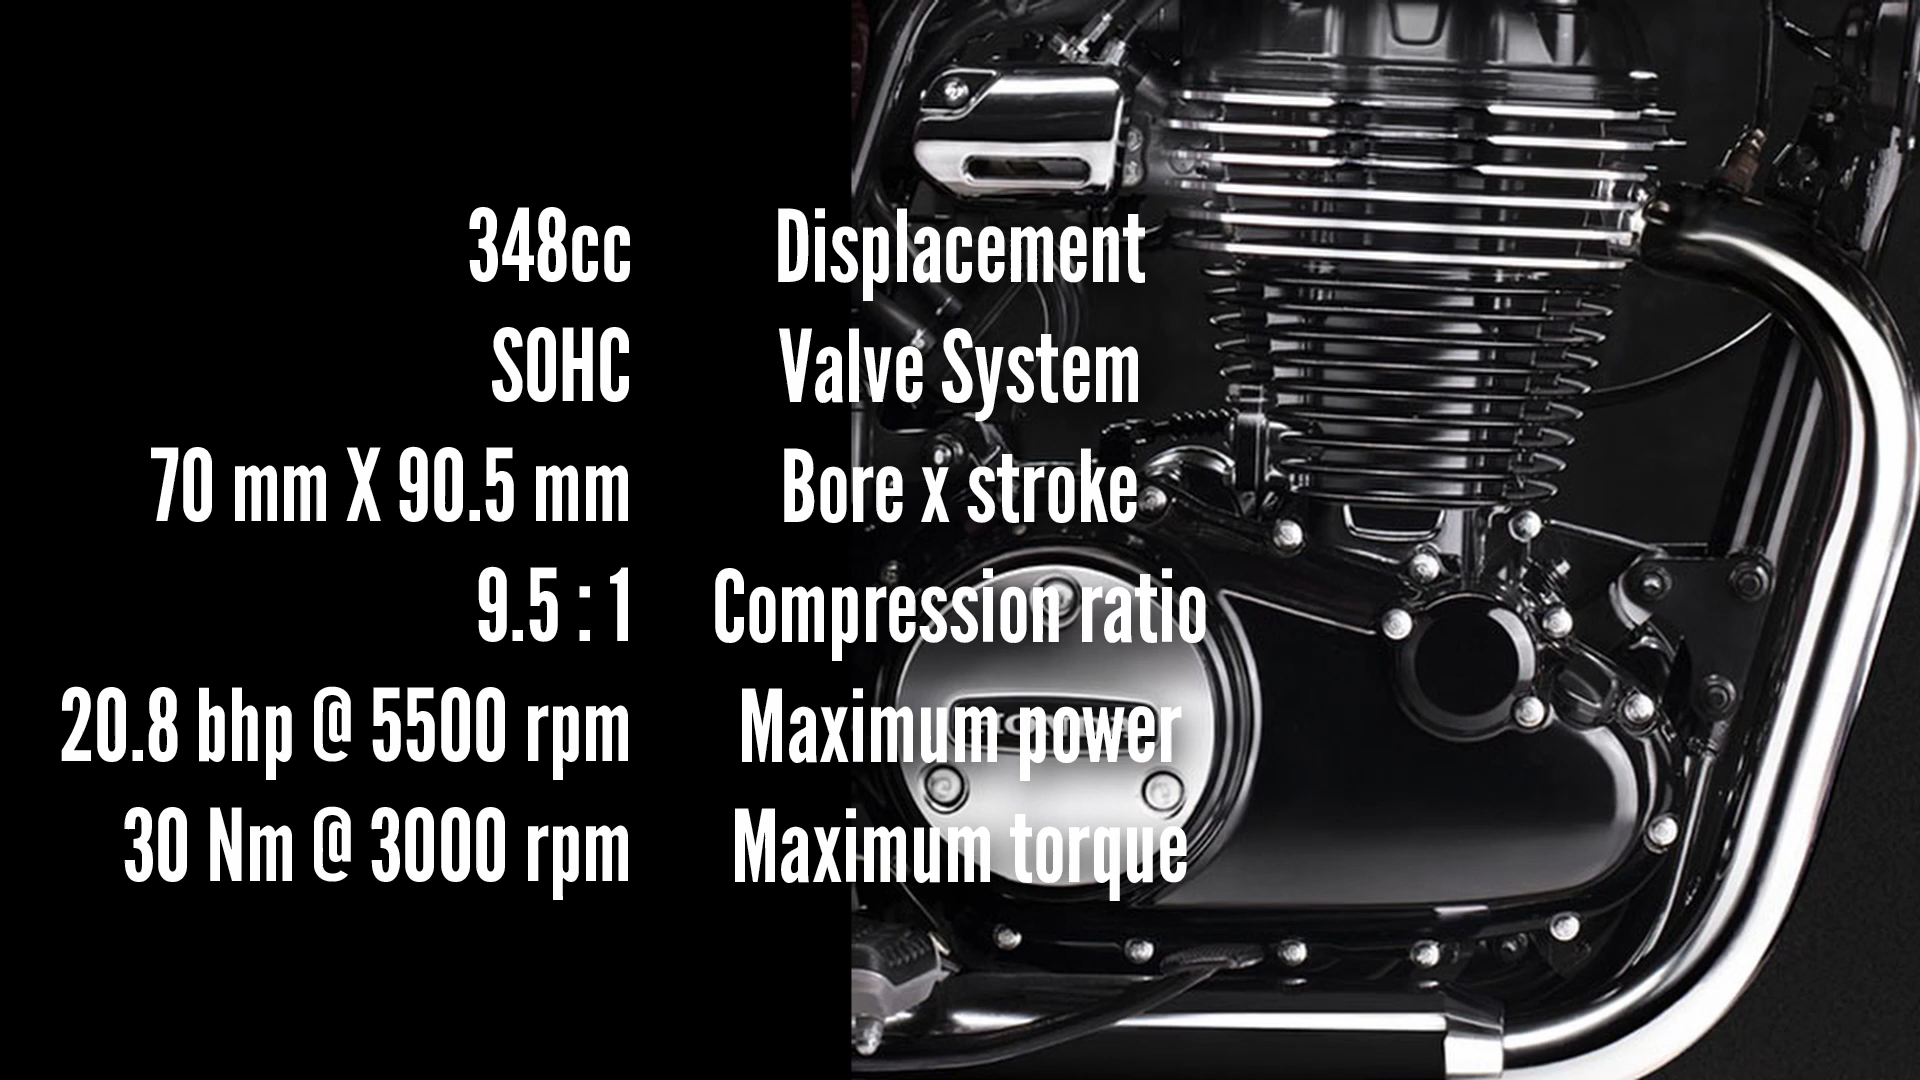 348cc Displacement
SOHC Valve System
70 mm X 90.5 mm Bore x stroke
9.5 : 1 Compression ratio
20.8 bhp @ 5500 rpm Maximum power
30 Nm @ 3000 rpm Maximum torque
HONDA